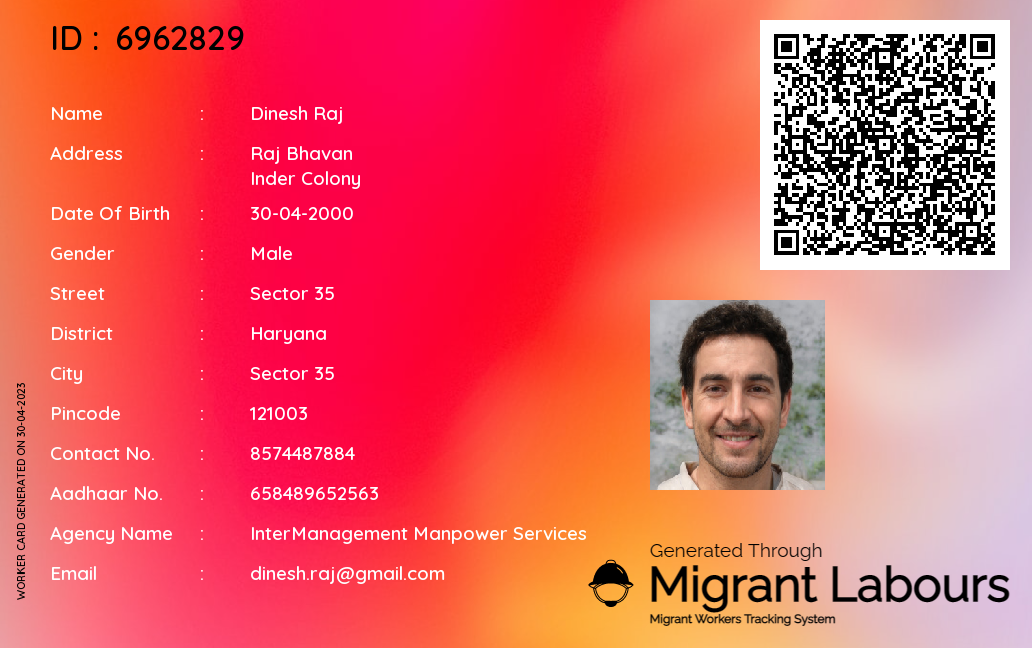 ID : 6962829
Name : Dinesh Raj
Address : Raj Bhavan
Inder Colony
Date Of Birth : 30-04-2000
Gender : Male
Street : Sector 35
District : Haryana
City : Sector 35
Pincode : 121003
Contact No. : 8574487884
Aadhaar No. : 658489652563
Agency Name : InterManagement Manpower Services
Email : dinesh.raj@gmail.com
WORKER CARD GENERATED ON 30-04-2023
Generated Through
Migrant Labours
Migrant Workers Tracking System